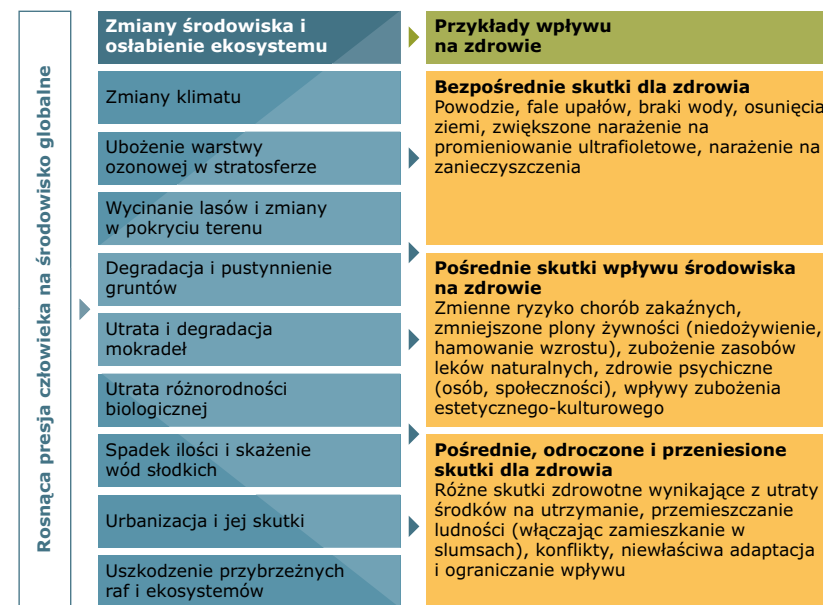 Rosnąca presja człowieka na środowisko globalne
Zmiany środowiska i
osłabienie ekosystemu
Zmiany klimatu
Ubożenie warstwy
ozonowej w stratosferze
Wycinanie lasów i zmiany
w pokryciu terenu
Degradacja i pustynnienie
gruntów
Utrata i degradacja
mokradeł
Utrata różnorodności
biologicznej
Spadek ilości i skażenie
wód słodkich
Urbanizacja i jej skutki
Uszkodzenie przybrzeżnych
raf i ekosystemów
Przykłady wpływu
na zdrowie
Bezpośrednie skutki dla zdrowia
Powodzie, fale upałów, braki wody, osunięcia
ziemi, zwiększone narażenie na
promieniowanie ultrafioletowe, narażenie na
zanieczyszczenia
Pośrednie skutki wpływu środowiska
na zdrowie
Zmienne ryzyko chorób zakaźnych,
zmniejszone plony żywności (niedożywienie,
hamowanie wzrostu), zubożenie zasobów
leków naturalnych, zdrowie psychiczne
(osób, społeczności), wpływy zubożenia
estetycznego-kulturowego
Pośrednie, odroczone i przeniesione
skutki dla zdrowia
Różne skutki zdrowotne wynikające z utraty
środków na utrzymanie, przemieszczanie
ludności (włączając zamieszkanie w
slumsach), konflikty, niewłaściwa adaptacja
i ograniczanie wpływu